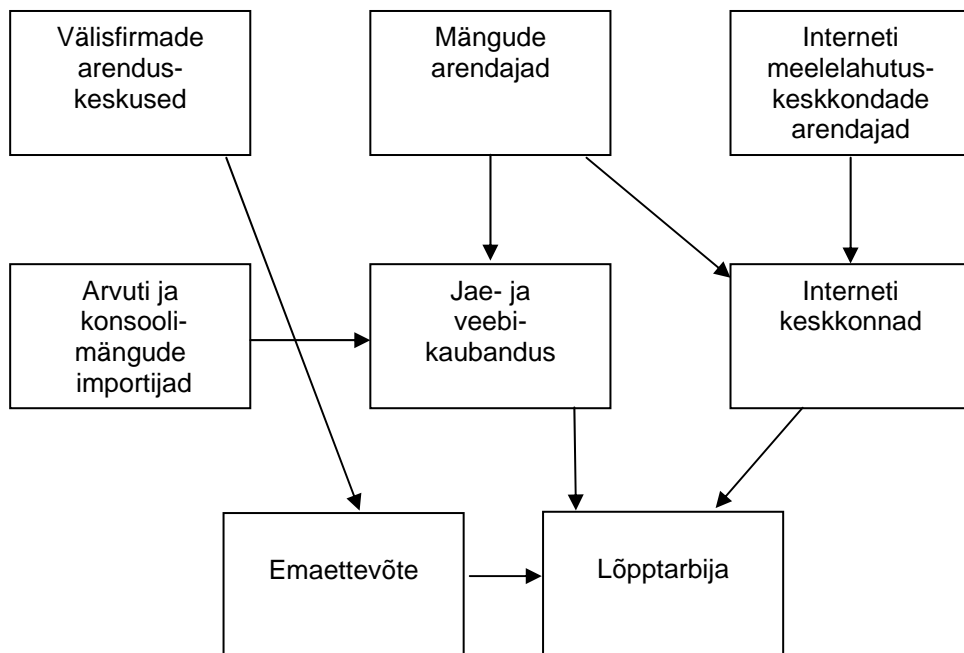 Välisfirmade
arendus-
keskused
Mängude
arendajad
Interneti
meelelahutus-
keskkondade
arendajad
Arvuti ja
konsooli-
mängude
importijad
Jae- ja
veebi-
kaubandus
Interneti
keskkonnad
Emaettevõte
Lõpptarbija